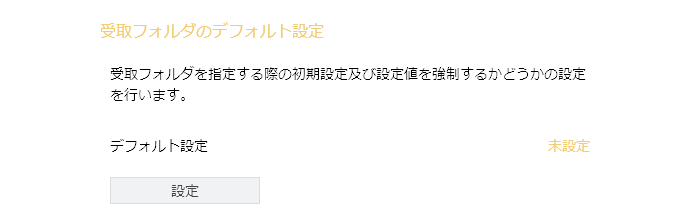 受取フォルダのデフォルト設定
受取フォルダを指定する際の初期設定及び設定値を強制するかどうかの設定
を行います。
デフォルト設定 未設定
設定